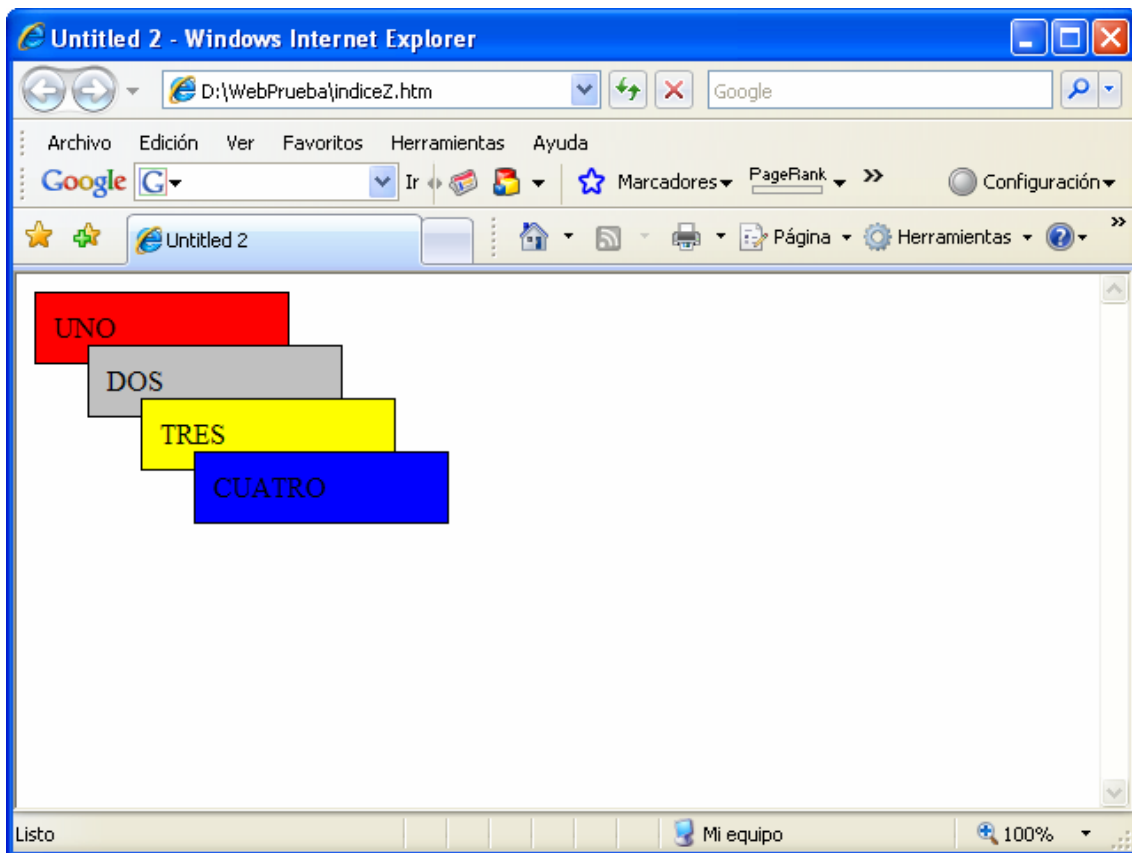 Untitled 2 - Windows Internet Explorer
D:\WebPrueba\indiceZ.htm
Google
Archivo Edición Ver Favoritos Herramientas Ayuda
Google G Ir Marcadores PageRank » Configuración
Untitled 2 Página Herramientas »
UNO
DOS
TRES
CUATRO
Listo Mi equipo 100%